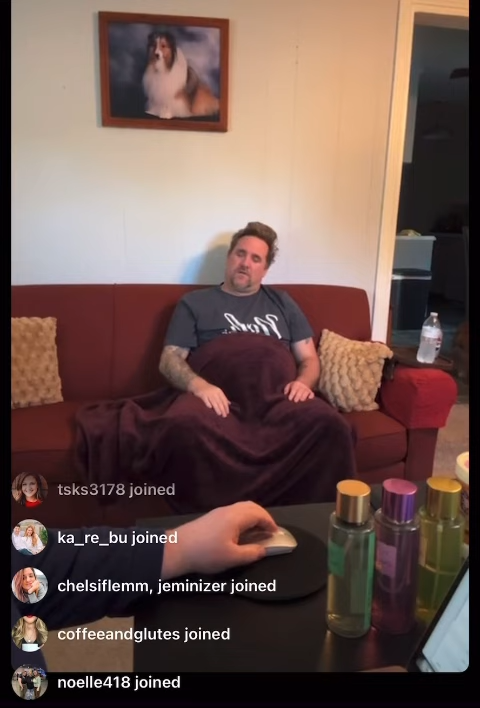 tsks3178 joined
ka_re_bu joined
chelsiflemm, jeminizer joined
coffeeandglutes joined
noelle418 joined